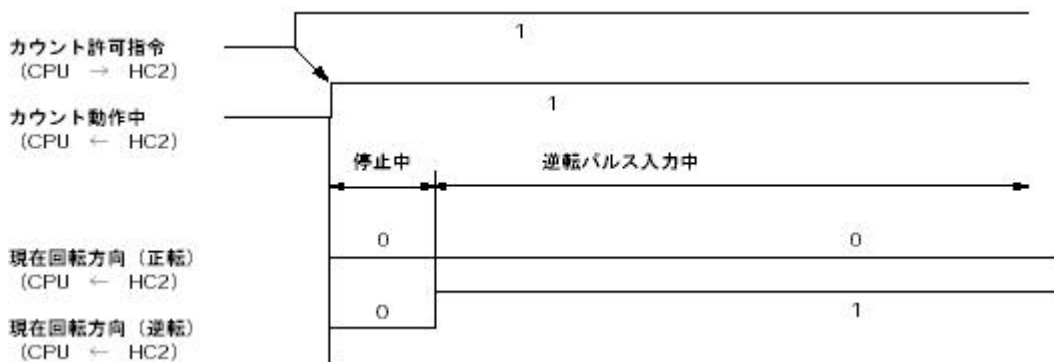 1
カウント許可指令
(CPU → HC2)
1
カウント動作中
(CPU ← HC2)
停止中
逆転パルス入力中
0
0
現在回転方向(正転)
(CPU ← HC2)
0
1
現在回転方向(逆転)
(CPU ← HC2)